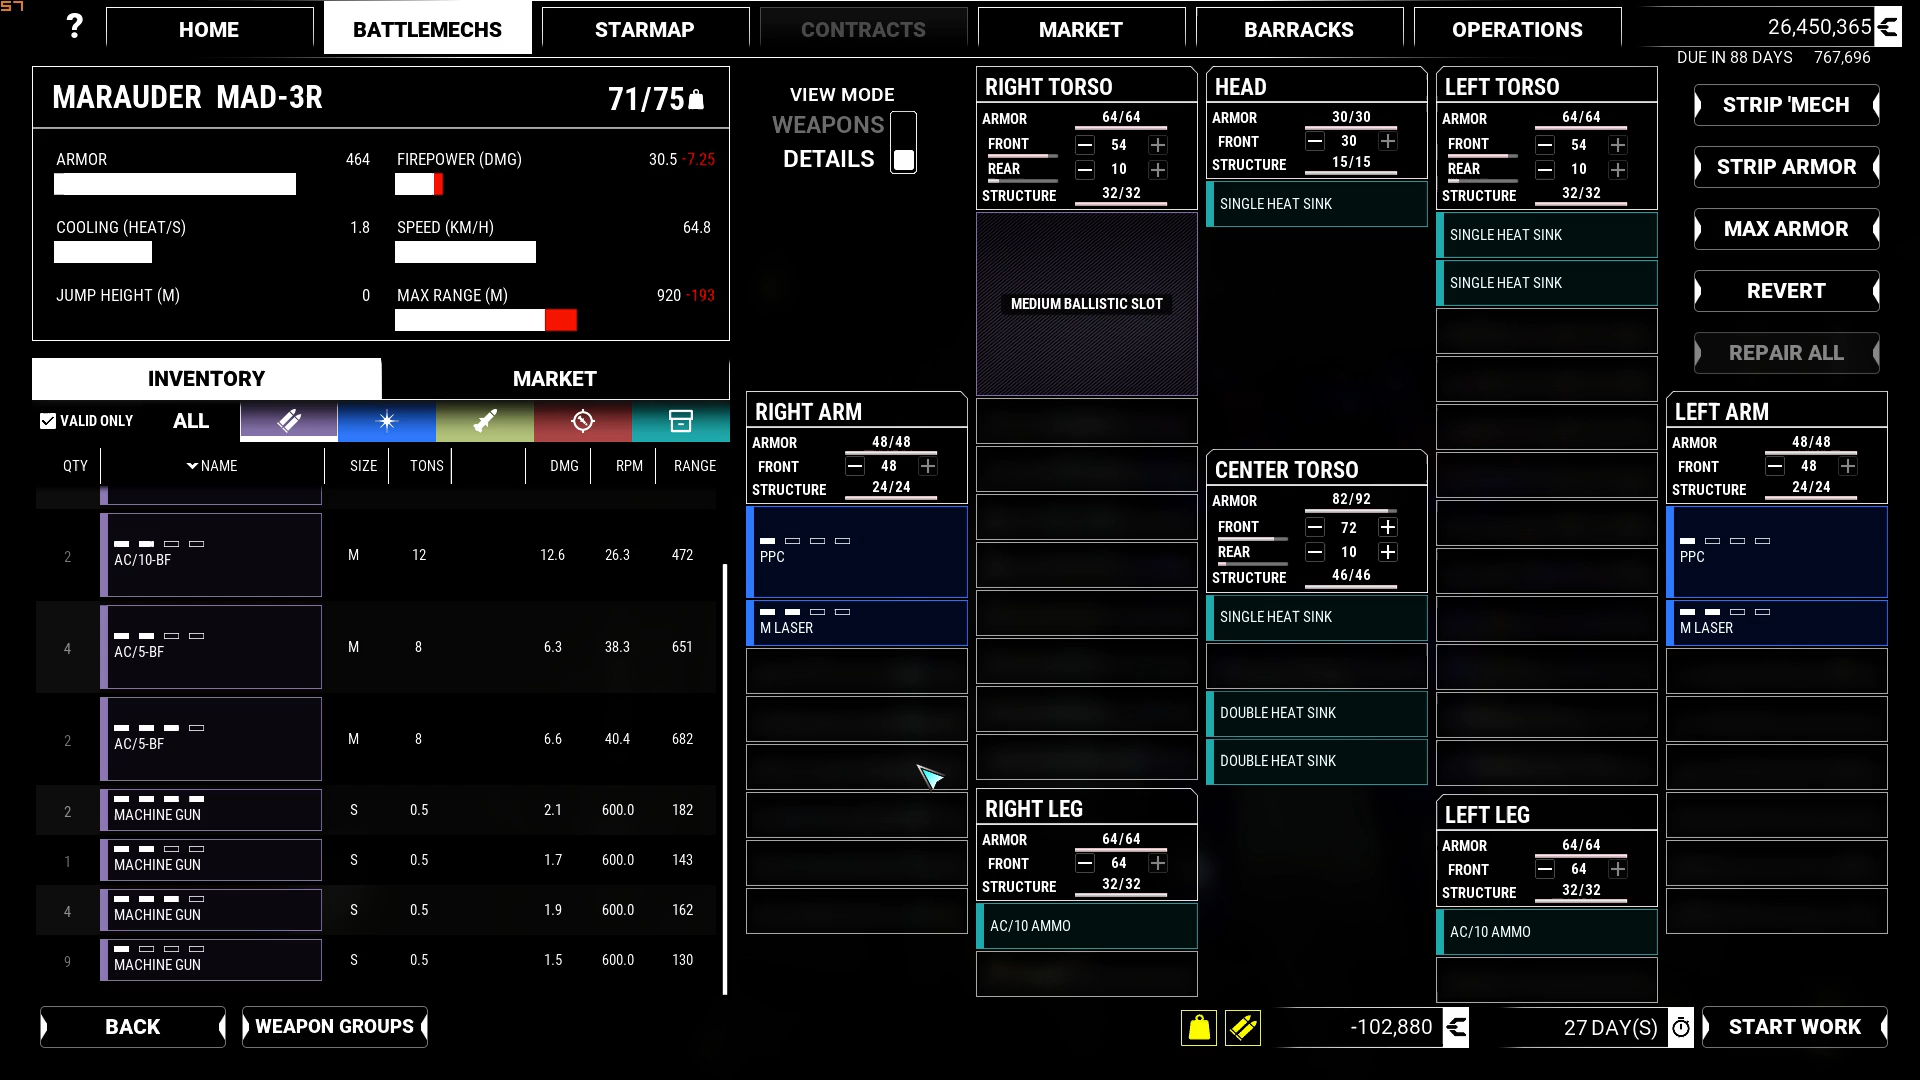 57
?
HOME
BATTLEMECHS
STARMAP
CONTRACTS
MARKET
BARRACKS
OPERATIONS
26,450,365
DUE IN 88 DAYS 767,696
MARAUDER MAD-3R
71/75
ARMOR 464
FIREPOWER (DMG) 30.5 -7.25
COOLING (HEAT/S) 1.8
SPEED (KM/H) 64.8
JUMP HEIGHT (M) 0
MAX RANGE (M) 920 -193
VIEW MODE
WEAPONS
DETAILS
INVENTORY
MARKET
VALID ONLY
ALL
QTY NAME SIZE TONS DMG RPM RANGE
2 AC/10-BF M 12 12.6 26.3 472
4 AC/5-BF M 8 6.3 38.3 651
2 AC/5-BF M 8 6.6 40.4 682
2 MACHINE GUN S 0.5 2.1 600.0 182
1 MACHINE GUN S 0.5 1.7 600.0 143
4 MACHINE GUN S 0.5 1.9 600.0 162
9 MACHINE GUN S 0.5 1.5 600.0 130
RIGHT ARM
ARMOR 48/48
FRONT 48
STRUCTURE 24/24
PPC
M LASER
RIGHT TORSO
ARMOR 64/64
FRONT 54
REAR 10
STRUCTURE 32/32
MEDIUM BALLISTIC SLOT
RIGHT LEG
ARMOR 64/64
FRONT 64
STRUCTURE 32/32
AC/10 AMMO
HEAD
ARMOR 30/30
FRONT 30
STRUCTURE 15/15
SINGLE HEAT SINK
CENTER TORSO
ARMOR 82/92
FRONT 72
REAR 10
STRUCTURE 46/46
SINGLE HEAT SINK
DOUBLE HEAT SINK
DOUBLE HEAT SINK
LEFT TORSO
ARMOR 64/64
FRONT 54
REAR 10
STRUCTURE 32/32
SINGLE HEAT SINK
SINGLE HEAT SINK
LEFT LEG
ARMOR 64/64
FRONT 64
STRUCTURE 32/32
AC/10 AMMO
LEFT ARM
ARMOR 48/48
FRONT 48
STRUCTURE 24/24
PPC
M LASER
STRIP 'MECH
STRIP ARMOR
MAX ARMOR
REVERT
REPAIR ALL
BACK
WEAPON GROUPS
-102,880
27 DAY(S)
START WORK